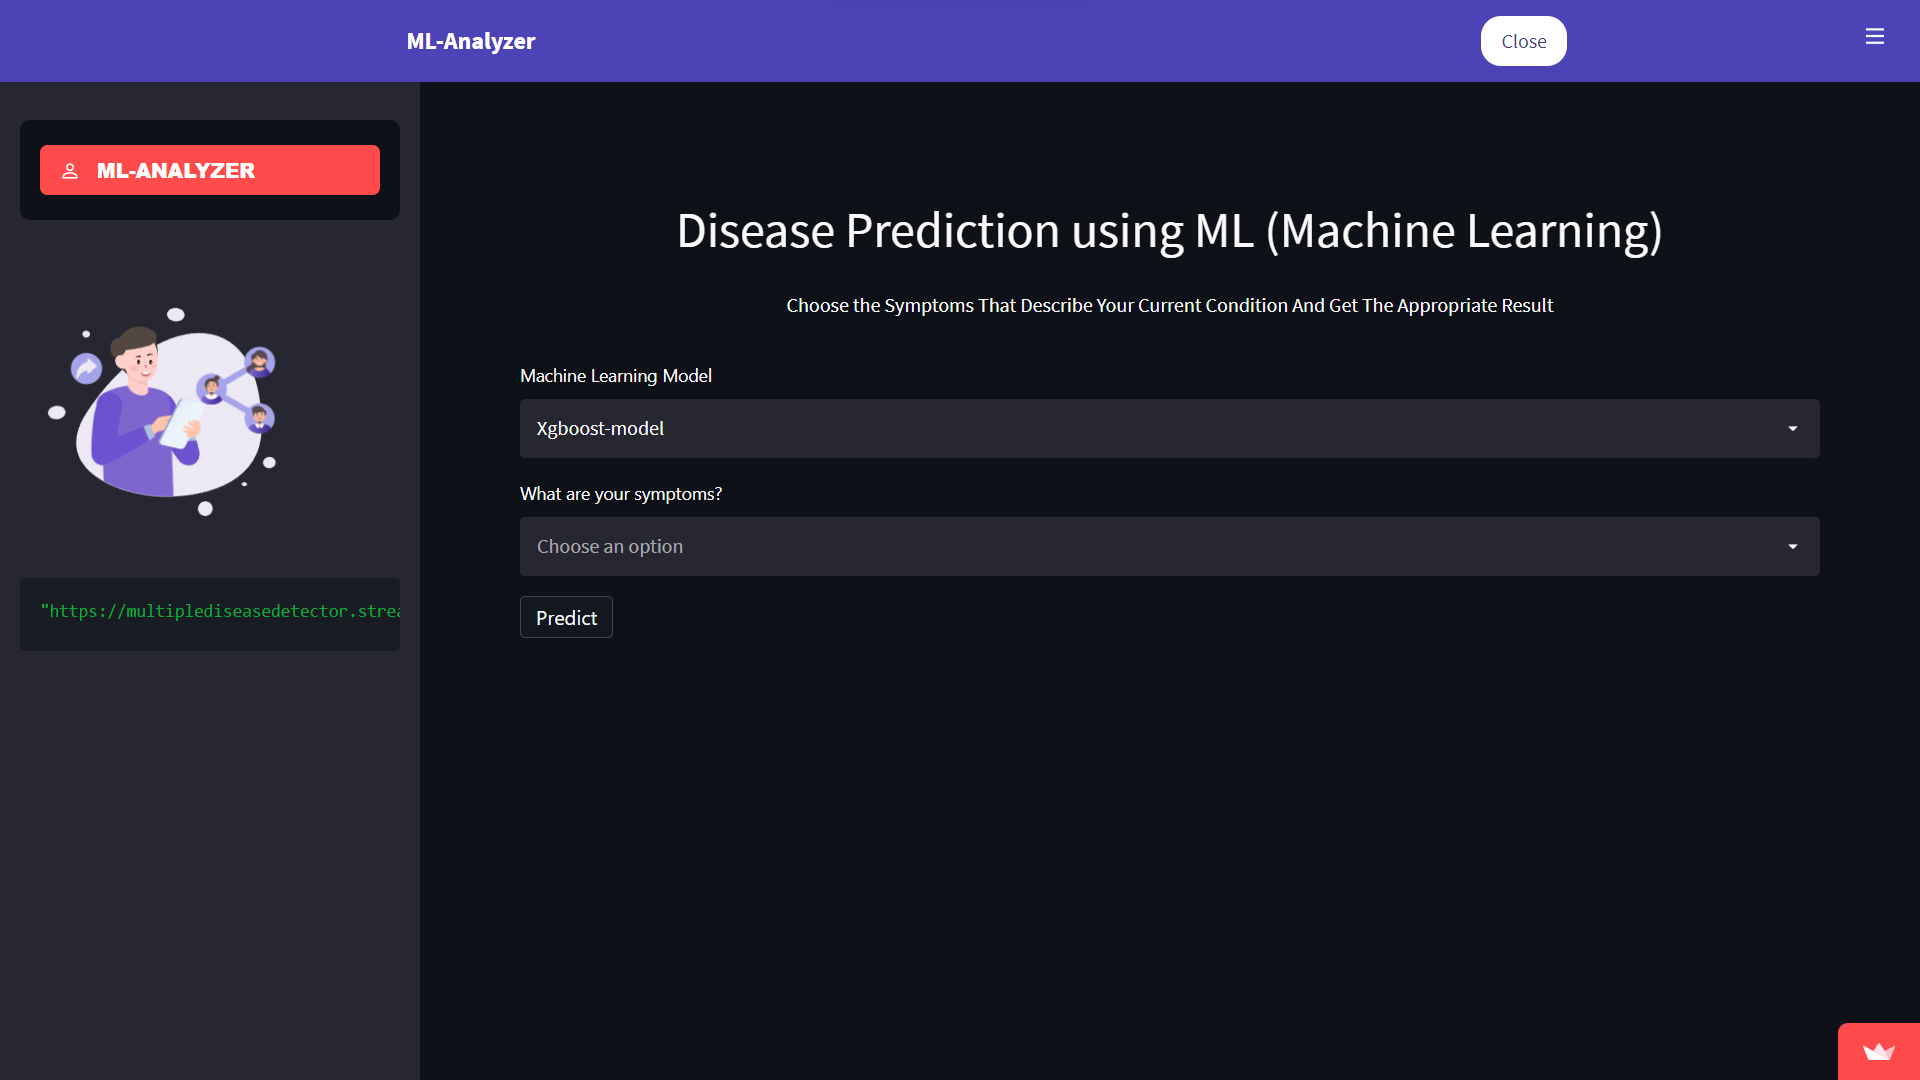 ML-Analyzer
Close
ML-ANALYZER
"https://multiplediseasedetector.strea
Disease Prediction using ML (Machine Learning)
Choose the Symptoms That Describe Your Current Condition And Get The Appropriate Result
Machine Learning Model
Xgboost-model
What are your symptoms?
Choose an option
Predict